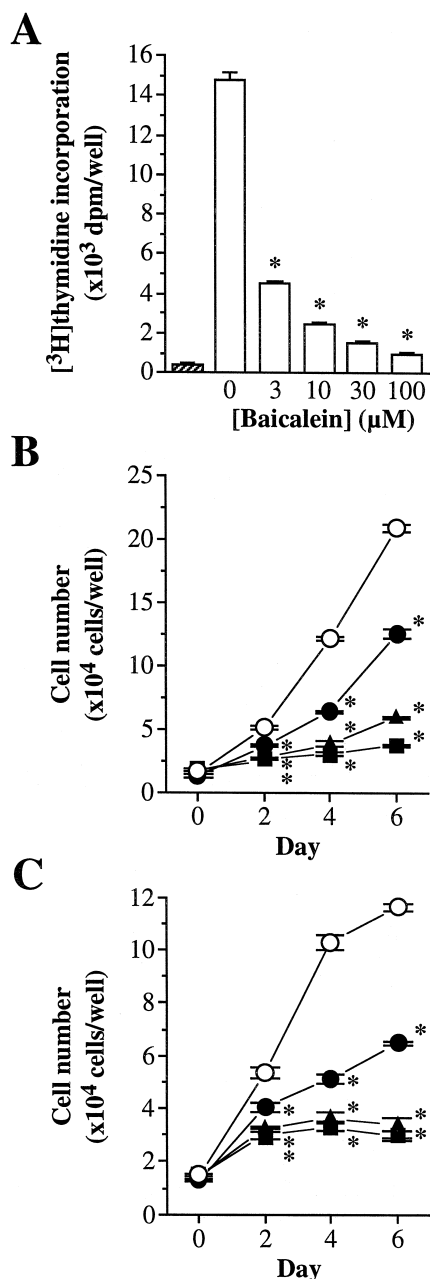 A
[³H]thymidine incorporation
(x10³ dpm/well)
16
14
12
10
8
6
4
2
0
*
*
*
*
0 3 10 30 100
[Baicalein] (μM)
B
Cell number
(x10⁴ cells/well)
25
20
15
10
5
0
*
*
*
*
*
*
*
*
*
0 2 4 6
Day
C
Cell number
(x10⁴ cells/well)
12
10
8
6
4
2
0
*
*
*
*
*
*
*
*
*
0 2 4 6
Day